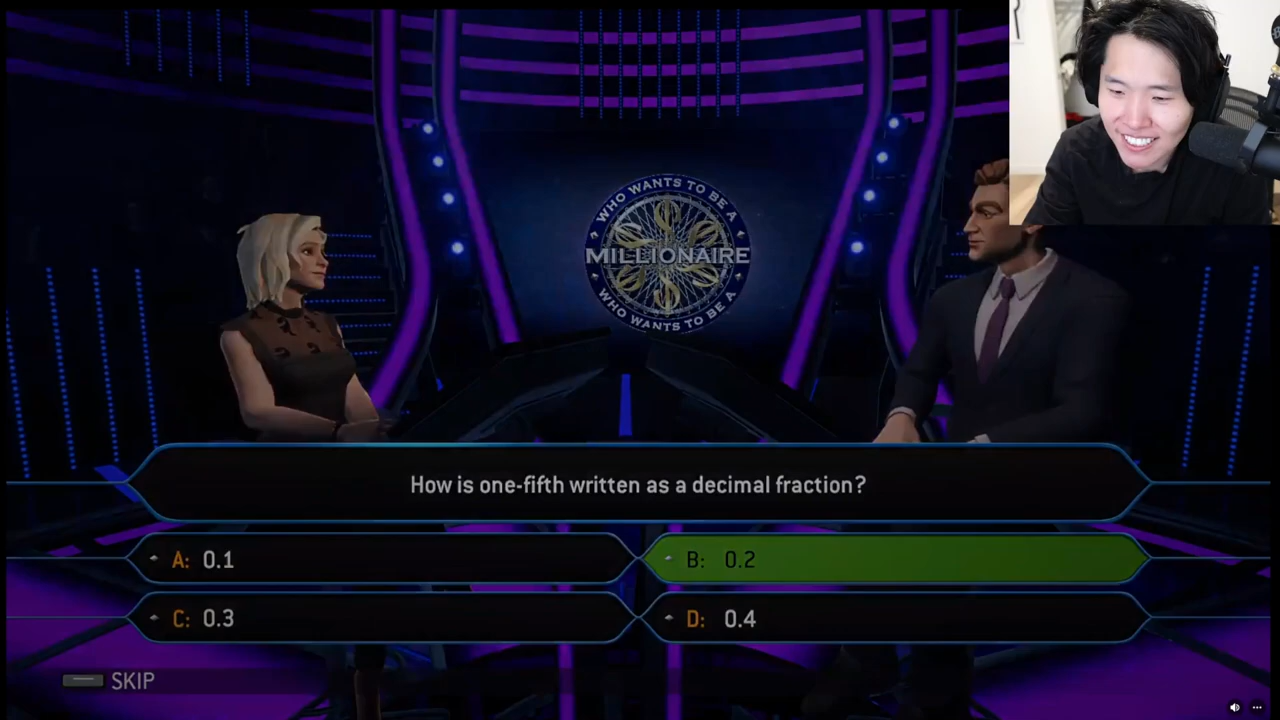 WHO WANTS TO BE A
MILLIONAIRE
WHO WANTS TO BE A
How is one-fifth written as a decimal fraction?
A: 0.1
B: 0.2
C: 0.3
D: 0.4
SKIP